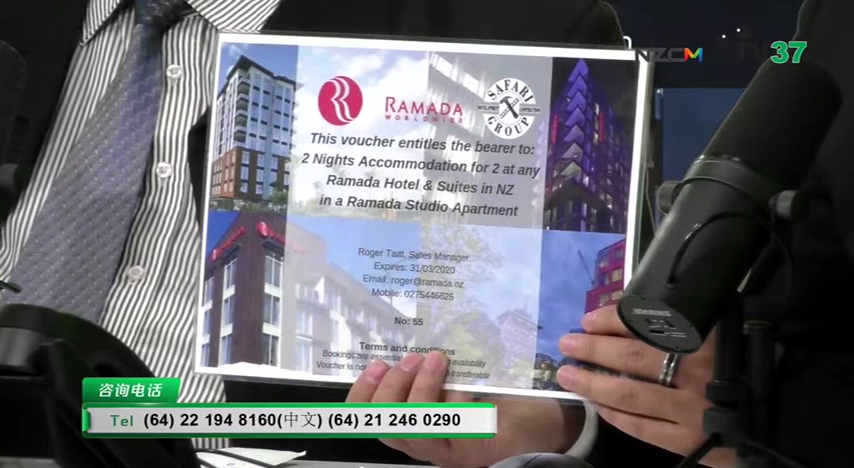 NZCM TV 37
RAMADA
WORLDWIDE
SAFARI
GROUP
This voucher entitles the bearer to:
2 Nights Accommodation for 2 at any
Ramada Hotel & Suites in NZ
in a Ramada Studio Apartment
Roger Taitt, Sales Manager
Expires: 31/03/2020
Email: roger@ramada.nz
Mobile: 0275446626
No: 55
Terms and conditions
Bookings are essential availability
Voucher is no transferable
咨询电话
Tel (64) 22 194 8160(中文) (64) 21 246 0290